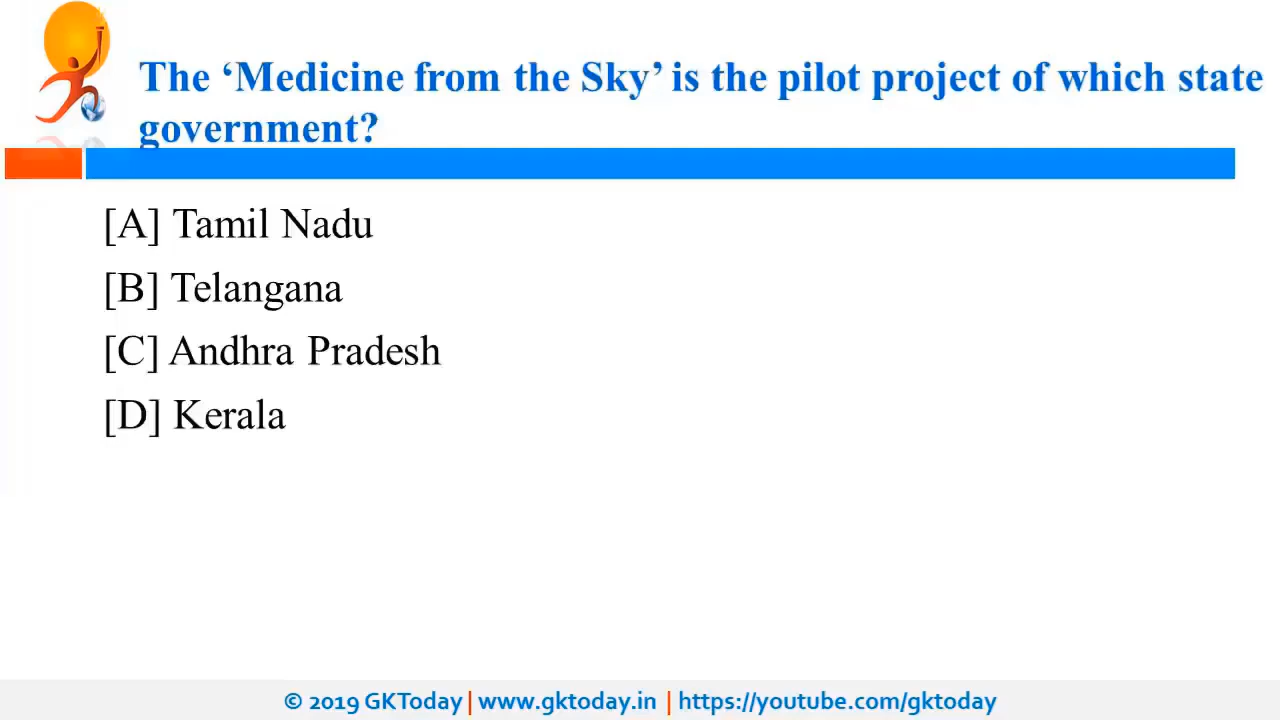 The ‘Medicine from the Sky’ is the pilot project of which state
government?
[A] Tamil Nadu
[B] Telangana
[C] Andhra Pradesh
[D] Kerala
© 2019 GKToday | www.gktoday.in | https://youtube.com/gktoday